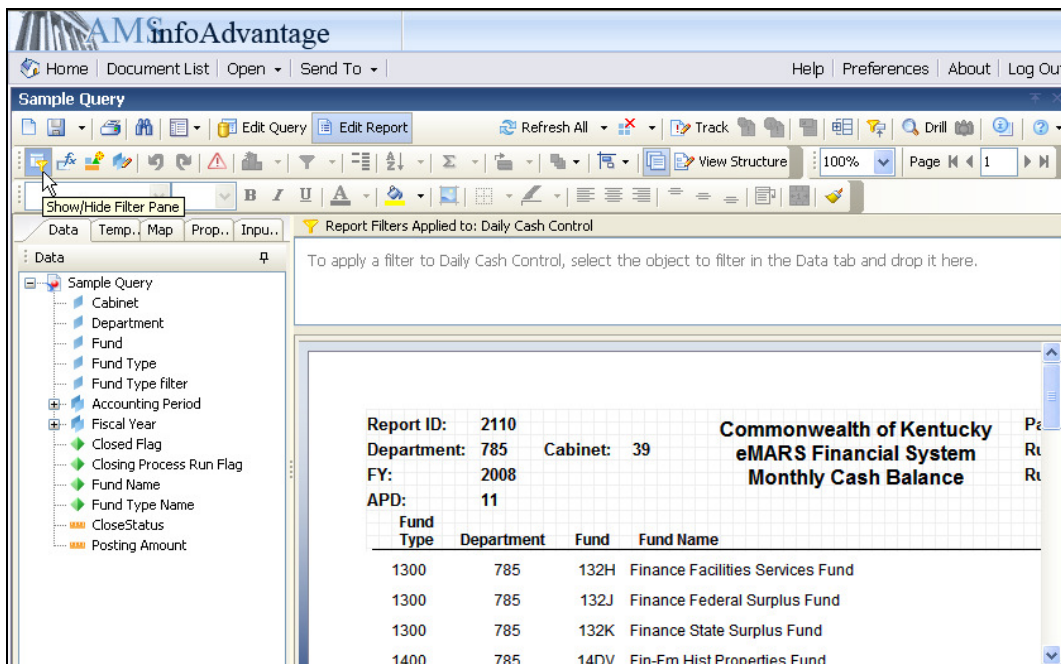 AMS infoAdvantage
Home Document List Open Send To Help Preferences About Log Ou
Sample Query
Edit Query Edit Report Refresh All Track Drill
View Structure 100% Page 1
B I U A
Show/Hide Filter Pane
Data Temp.. Map Prop.. Inpu..
Report Filters Applied to: Daily Cash Control
Data
To apply a filter to Daily Cash Control, select the object to filter in the Data tab and drop it here.
Sample Query
Cabinet
Department
Fund
Fund Type
Fund Type filter
Accounting Period
Fiscal Year
Closed Flag
Closing Process Run Flag
Fund Name
Fund Type Name
CloseStatus
Posting Amount
Report ID: 2110
Department: 785 Cabinet: 39
FY: 2008
APD: 11
Commonwealth of Kentucky
eMARS Financial System
Monthly Cash Balance
Pa
Ru
Ru
Fund
Type Department Fund Fund Name
1300 785 132H Finance Facilities Services Fund
1300 785 132J Finance Federal Surplus Fund
1300 785 132K Finance State Surplus Fund
1400 785 14DV Fin-Fm Hist Properties Fund